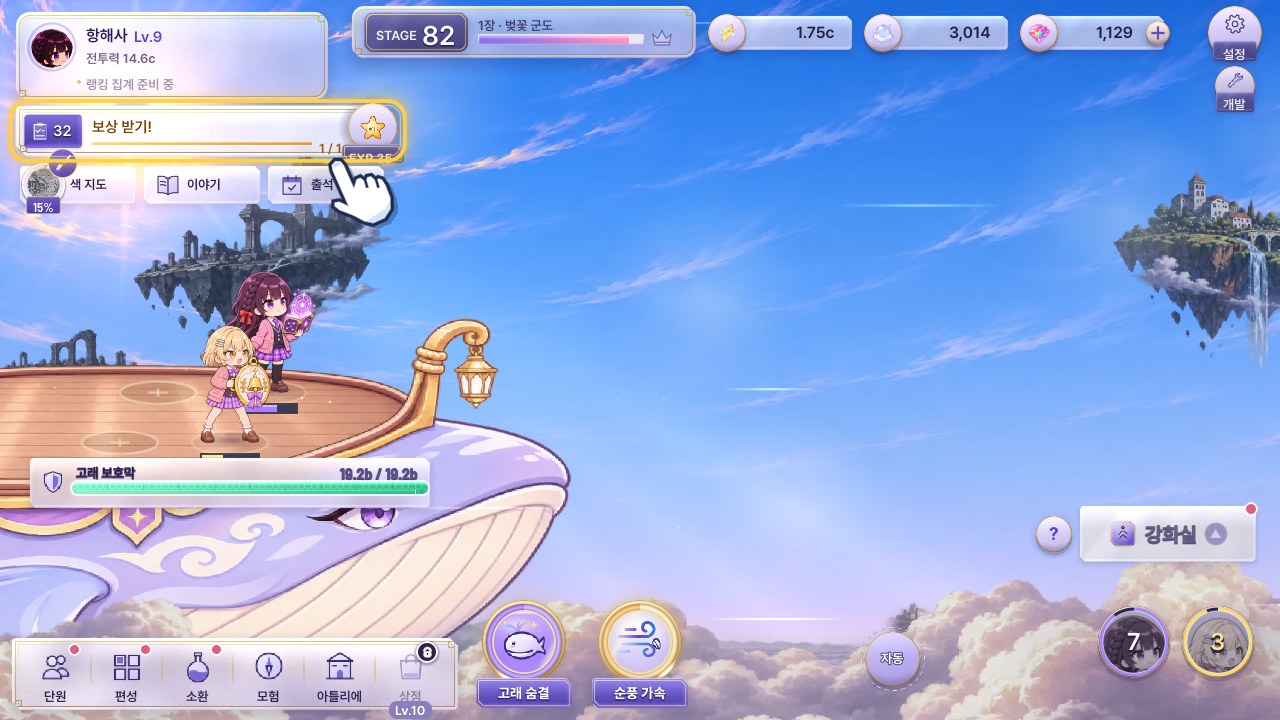 항해사 Lv.9
전투력 14.6c
* 랭킹 집계 준비 중
STAGE 82
1장 · 벚꽃 군도
1.75c
3,014
1,129
설정
개발
32
보상 받기!
1/1
EXP 35
색 지도
15%
이야기
출석
고래 보호막
19.2b / 19.2b
?
강화실
단원
편성
소환
모험
아틀리에
상점
Lv.10
고래 숨결
순풍 가속
자동
7
3